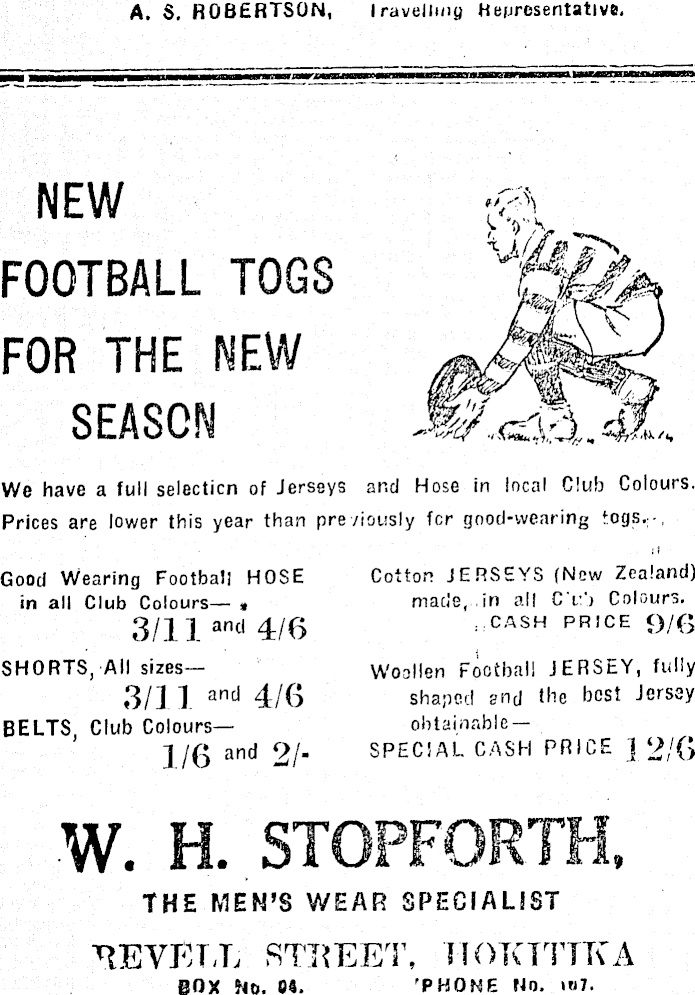 A. S. ROBERTSON, Travelling Representative.
NEW
FOOTBALL TOGS
FOR THE NEW
SEASON
We have a full selection of Jerseys and Hose in local Club Colours.
Prices are lower this year than previously for good-wearing togs.
Good Wearing Football HOSE
in all Club Colours—
3/11 and 4/6
SHORTS, All sizes—
3/11 and 4/6
BELTS, Club Colours—
1/6 and 2/-
Cotton JERSEYS (New Zealand)
made, in all Club Colours.
CASH PRICE 9/6
Woollen Football JERSEY, fully
shaped and the best Jersey
obtainable—
SPECIAL CASH PRICE 12/6
W. H. STOPFORTH,
THE MEN'S WEAR SPECIALIST
REVELL STREET, HOKITIKA
BOX No. 'PHONE No. 107.